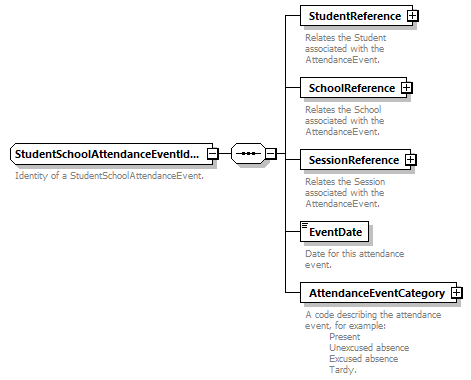 StudentReference
Relates the Student
associated with the
AttendanceEvent.
SchoolReference
Relates the School
associated with the
AttendanceEvent.
StudentSchoolAttendanceEventId...
Identity of a StudentSchoolAttendanceEvent.
SessionReference
Relates the Session
associated with the
AttendanceEvent.
EventDate
Date for this attendance
event.
AttendanceEventCategory
A code describing the attendance
event, for example:
Present
Unexcused absence
Excused absence
Tardy.